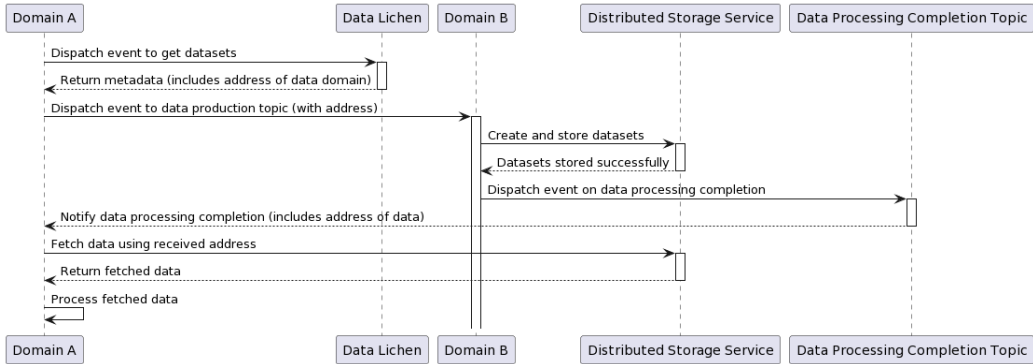 Domain A Data Lichen Domain B Distributed Storage Service Data Processing Completion Topic
Dispatch event to get datasets
Return metadata (includes address of data domain)
Dispatch event to data production topic (with address)
Create and store datasets
Datasets stored successfully
Dispatch event on data processing completion
Notify data processing completion (includes address of data)
Fetch data using received address
Return fetched data
Process fetched data
Domain A Data Lichen Domain B Distributed Storage Service Data Processing Completion Topic